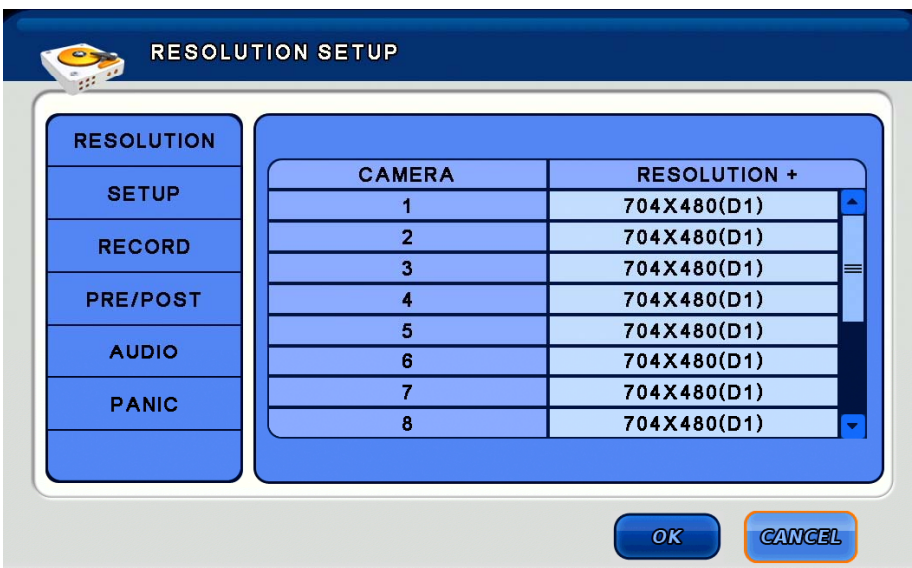 RESOLUTION SETUP
RESOLUTION
SETUP
RECORD
PRE/POST
AUDIO
PANIC
CAMERA RESOLUTION +
1 704X480(D1)
2 704X480(D1)
3 704X480(D1)
4 704X480(D1)
5 704X480(D1)
6 704X480(D1)
7 704X480(D1)
8 704X480(D1)
OK CANCEL